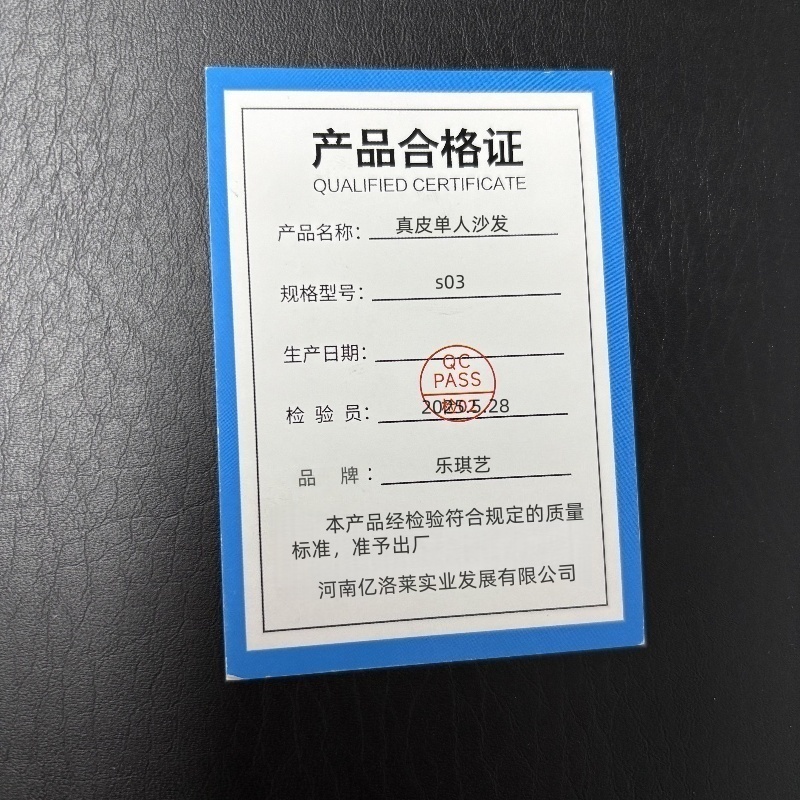 产品合格证
QUALIFIED CERTIFICATE
产品名称： 真皮单人沙发
规格型号： s03
生产日期：
QC
PASS
检 验 员： 2025.5.28
品 牌： 乐琪艺
本产品经检验符合规定的质量
标准，准予出厂
河南亿洛莱实业发展有限公司